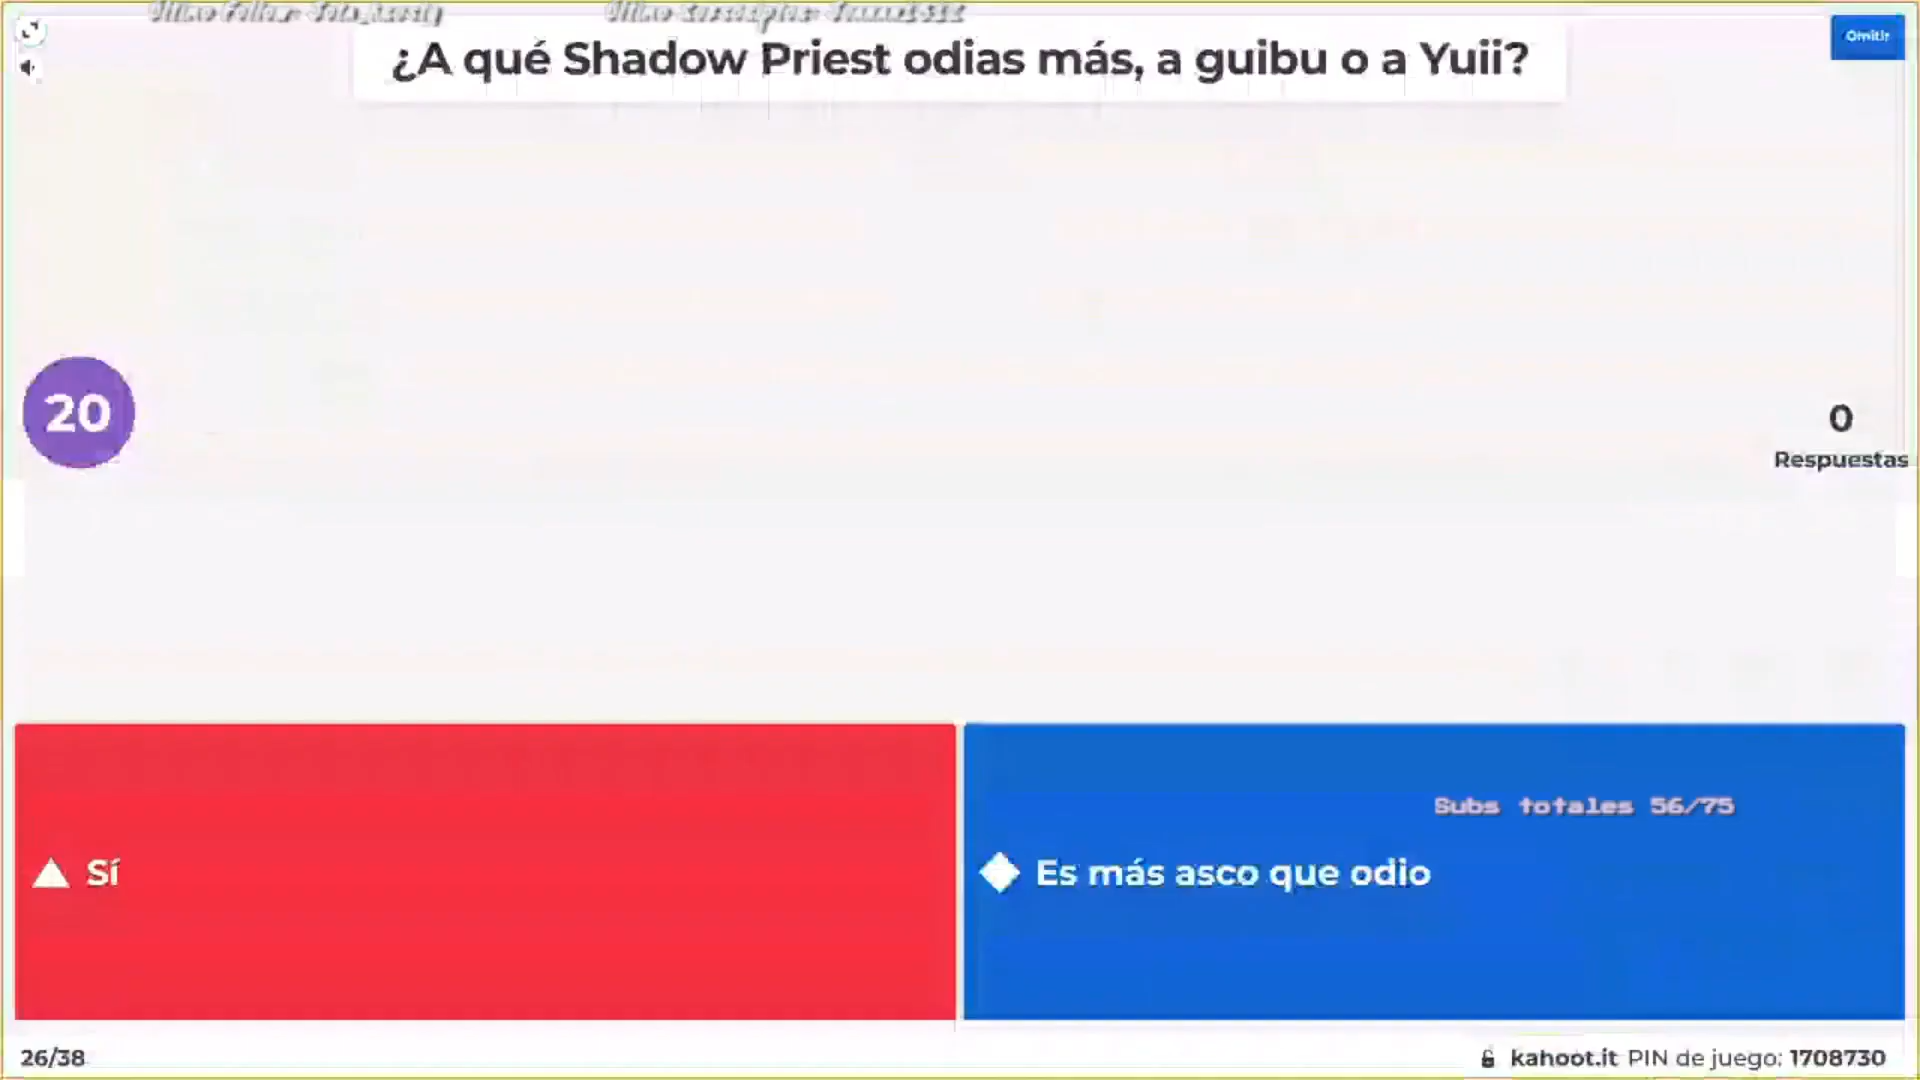 ¿A qué Shadow Priest odias más, a guibu o a Yuii?
Omitir
20
0
Respuestas
Subs totales 56/75
Sí
Es más asco que odio
26/38
kahoot.it PIN de juego: 1708730